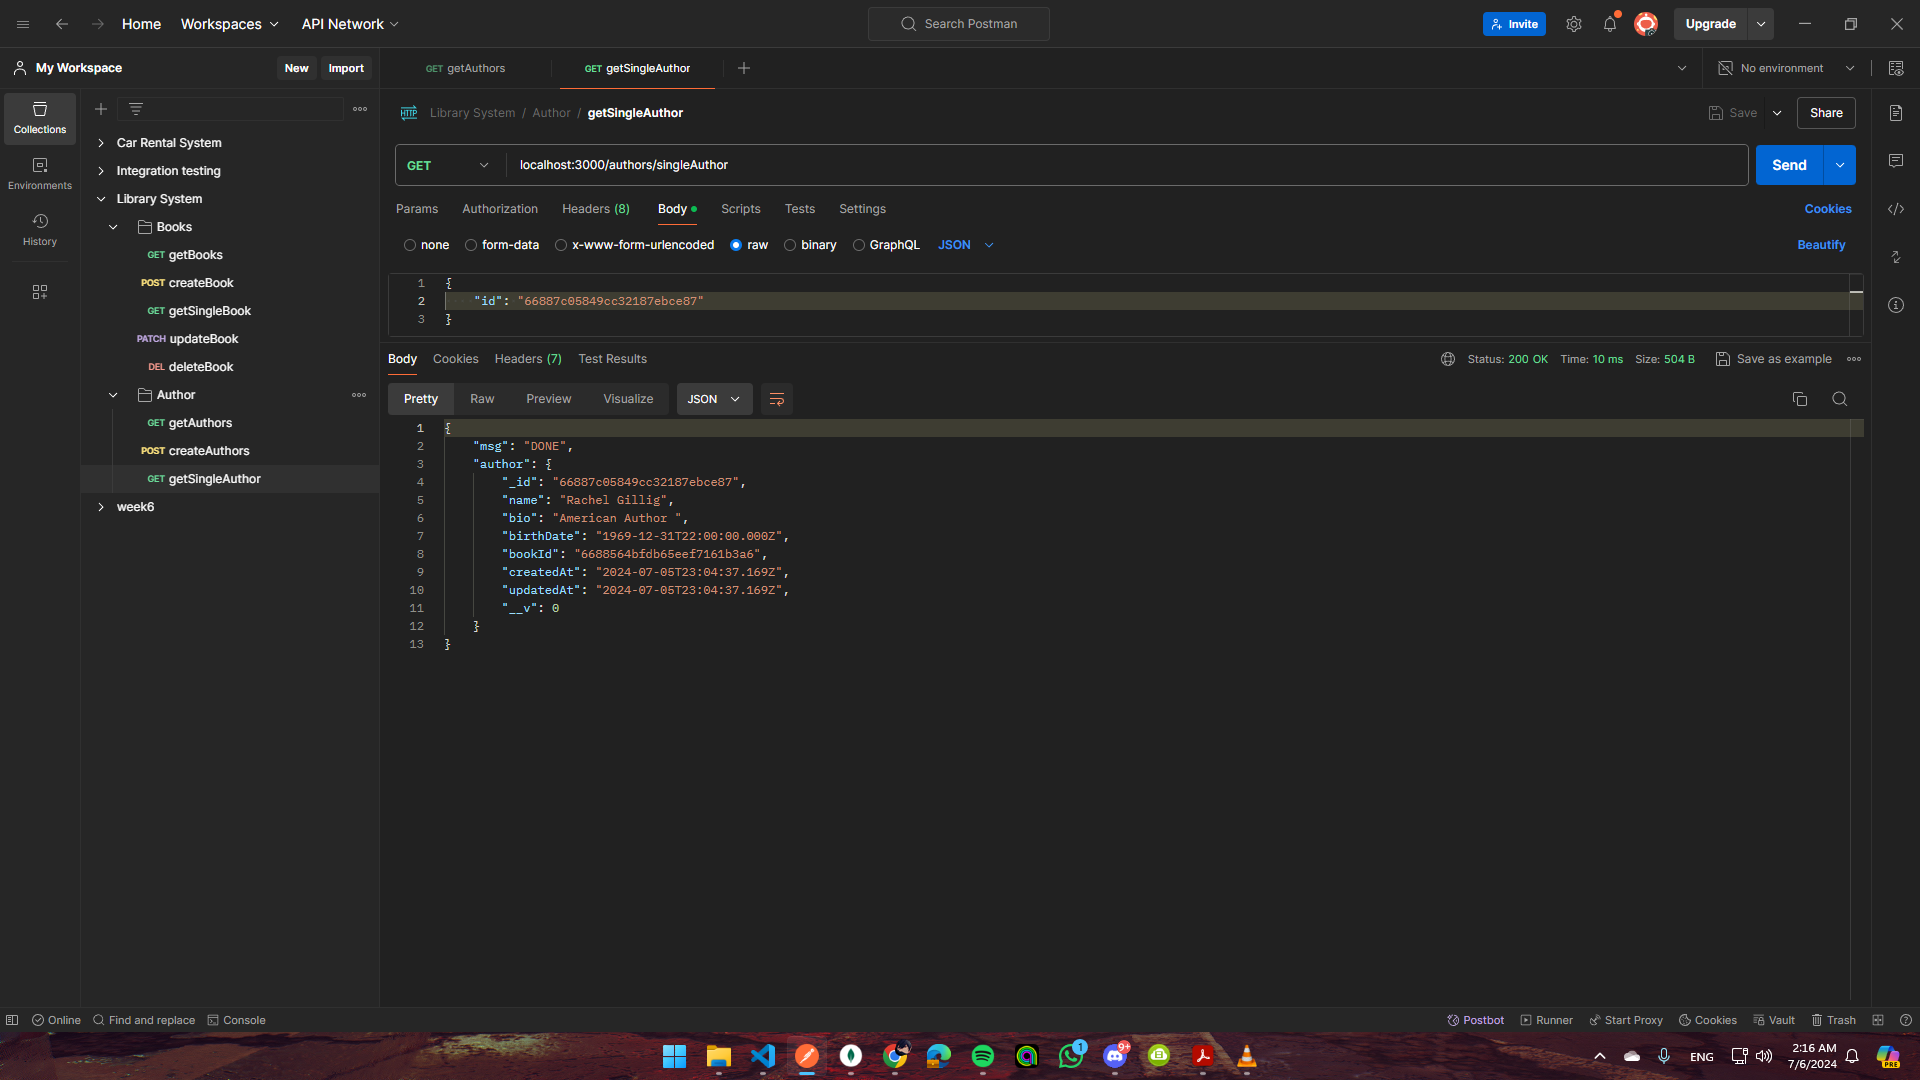 Home
Workspaces
API Network
Search Postman
Invite
Upgrade
My Workspace
New
Import
GET getAuthors
GET getSingleAuthor
No environment
Collections
Environments
History
Car Rental System
Integration testing
Library System
Books
GET getBooks
POST createBook
GET getSingleBook
PATCH updateBook
DEL deleteBook
Author
GET getAuthors
POST createAuthors
GET getSingleAuthor
week6
HTTP Library System / Author / getSingleAuthor
Save
Share
GET localhost:3000/authors/singleAuthor
Send
Params Authorization Headers (8) Body Scripts Tests Settings
Cookies
none form-data x-www-form-urlencoded raw binary GraphQL JSON
Beautify
1 {
2 "id": "66887c05849cc32187ebce87"
3 }
Body Cookies Headers (7) Test Results
Status: 200 OK Time: 10 ms Size: 504 B Save as example
Pretty Raw Preview Visualize JSON
1 {
2 "msg": "DONE",
3 "author": {
4 "_id": "66887c05849cc32187ebce87",
5 "name": "Rachel Gillig",
6 "bio": "American Author ",
7 "birthDate": "1969-12-31T22:00:00.000Z",
8 "bookId": "6688564bfdb65eef7161b3a6",
9 "createdAt": "2024-07-05T23:04:37.169Z",
10 "updatedAt": "2024-07-05T23:04:37.169Z",
11 "__v": 0
12 }
13 }
Online Find and replace Console
Postbot Runner Start Proxy Cookies Vault Trash
1
9+
ENG
2:16 AM
7/6/2024
PRE